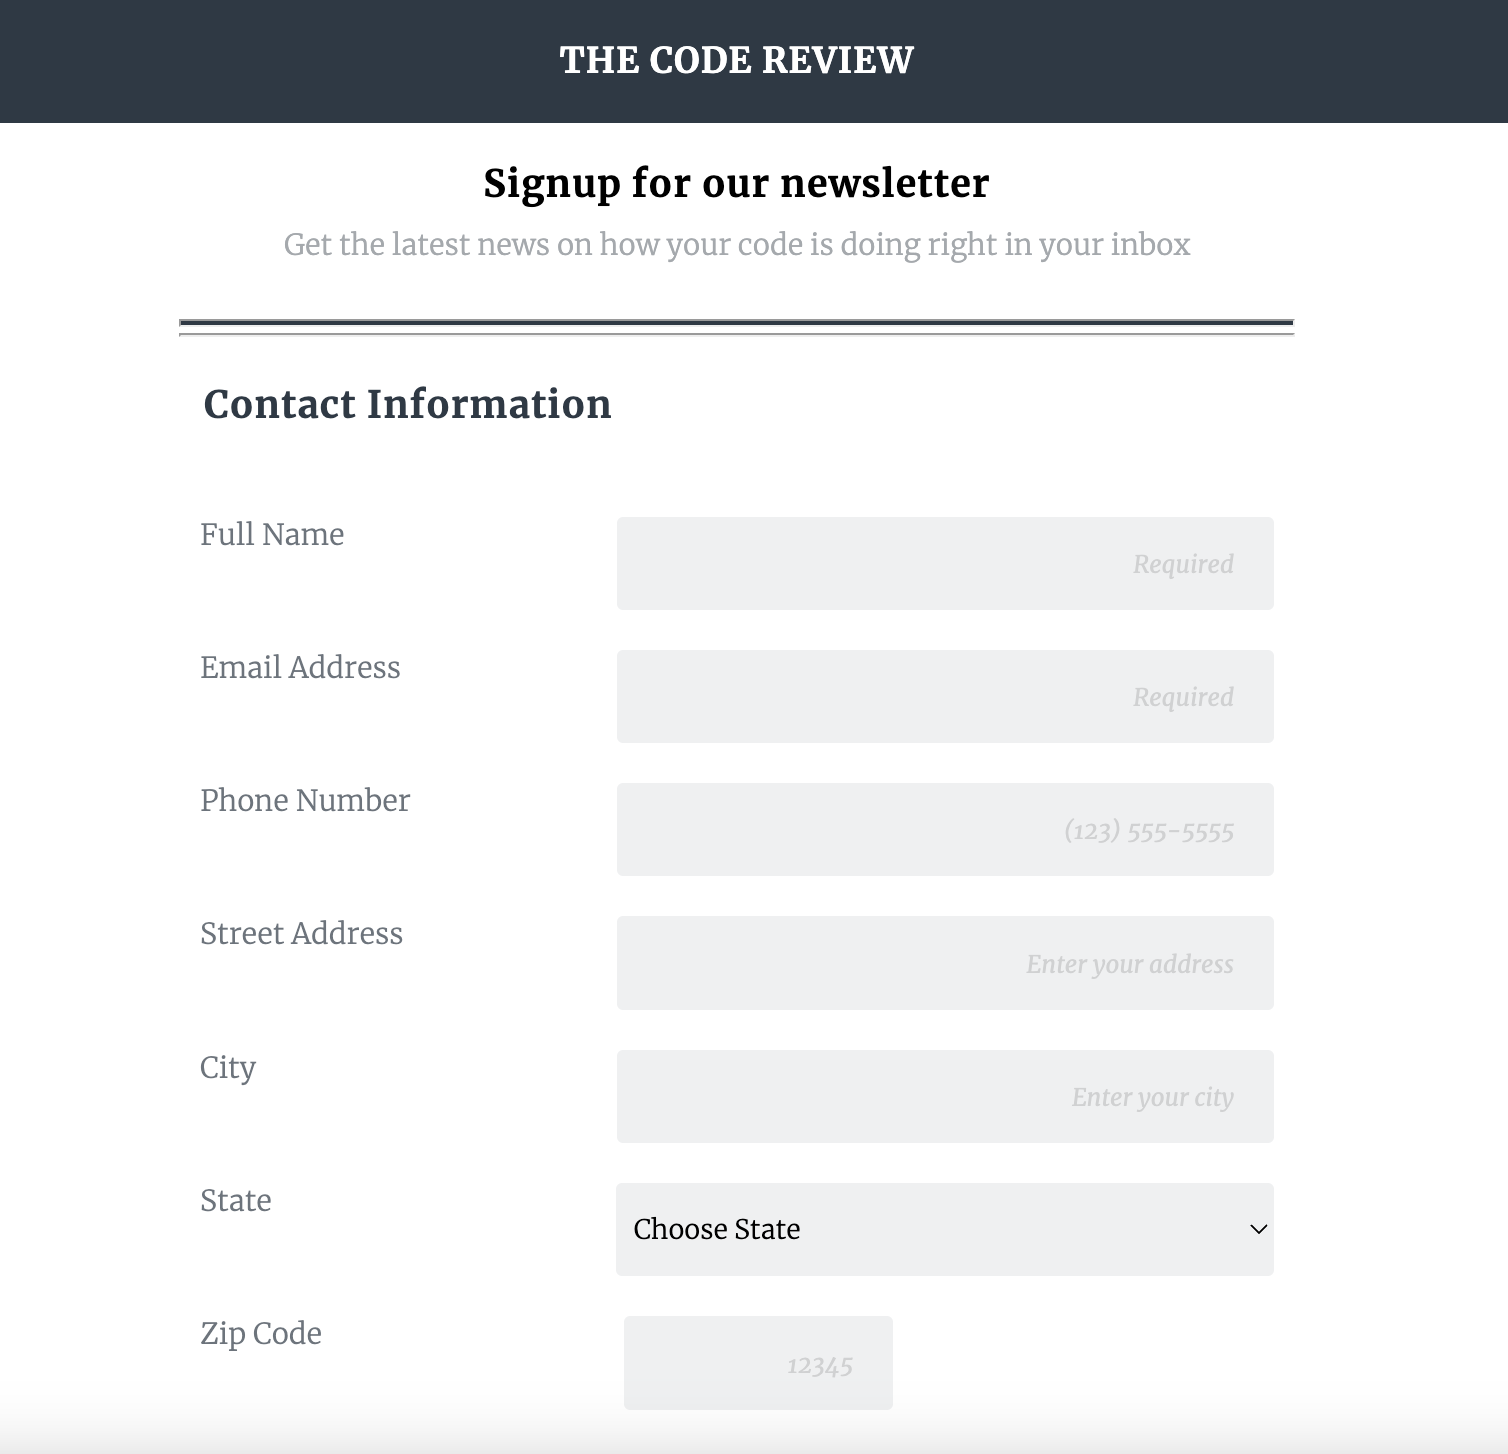 THE CODE REVIEW
Signup for our newsletter
Get the latest news on how your code is doing right in your inbox
Contact Information
Full Name
Required
Email Address
Required
Phone Number
(123) 555-5555
Street Address
Enter your address
City
Enter your city
State
Choose State
Zip Code
12345